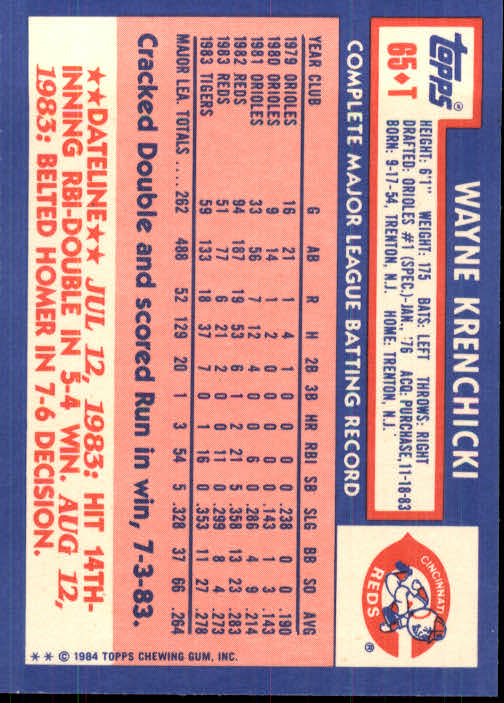 topps®
65♦T
WAYNE KRENCHICKI
HEIGHT: 6'1" WEIGHT: 175 BATS: LEFT THROWS: RIGHT
DRAFTED: ORIOLES #1 (SPEC)-JAN., '76 ACQ: PURCHASE, 11-18-83
BORN: 9-17-54, TRENTON, N.J. HOME: TRENTON, N.J.
CINCINNATI
REDS
®
COMPLETE MAJOR LEAGUE BATTING RECORD
YEAR CLUB G AB R H 2B 3B HR RBI SB SLG BB SO AVG
1979 ORIOLES 16 21 1 4 1 0 0 0 0 .238 0 0 .190
1980 ORIOLES 9 14 1 2 0 0 0 0 0 .143 1 3 .143
1981 ORIOLES 33 56 7 12 4 0 0 6 0 .286 4 9 .214
1982 REDS 94 187 19 53 6 1 2 21 5 .358 13 23 .283
1983 REDS 51 77 6 21 2 0 0 11 0 .299 8 4 .273
1983 TIGERS 59 133 18 37 7 0 1 16 0 .353 11 27 .278
MAJOR LEA. TOTALS .... 262 488 52 129 20 1 3 54 5 .328 37 66 .264
Cracked Double and scored Run in win, 7-3-83.
★★DATELINE★★ JUL 12, 1983: HIT 14TH-
INNING RBI-DOUBLE IN 5-4 WIN. AUG 12,
1983: BELTED HOMER IN 7-6 DECISION.
** © 1984 TOPPS CHEWING GUM, INC.